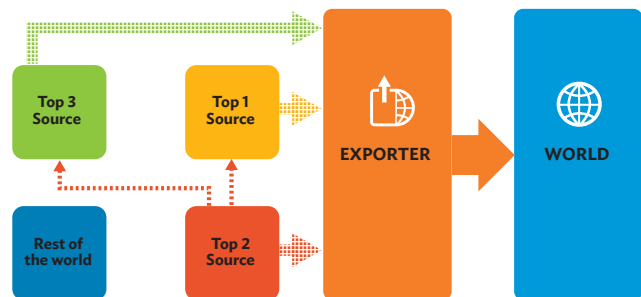 Top 3
Source
Top 1
Source
EXPORTER
WORLD
Rest of
the world
Top 2
Source